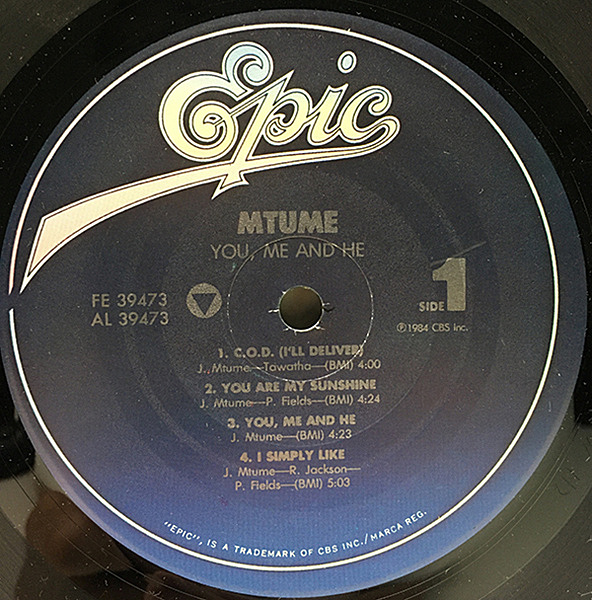 Epic
MTUME
YOU, ME AND HE
FE 39473
AL 39473
SIDE 1
℗1984 CBS Inc.
1. C.O.D. (I'LL DELIVER)
J. Mtume—Tawatha—(BMI) 4:00
2. YOU ARE MY SUNSHINE
J. Mtume—P. Fields—(BMI) 4:24
3. YOU, ME AND HE
J. Mtume—(BMI) 4:23
4. I SIMPLY LIKE
J. Mtume—R. Jackson—
P. Fields—(BMI) 5:03
"EPIC", IS A TRADEMARK OF CBS INC./MARCA REG.